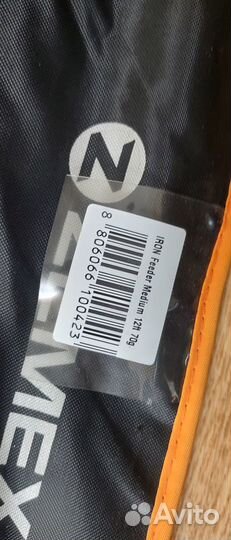 ZEMEX
IRON Feeder Medium 12ft 70g
8 806066 100423
Avito